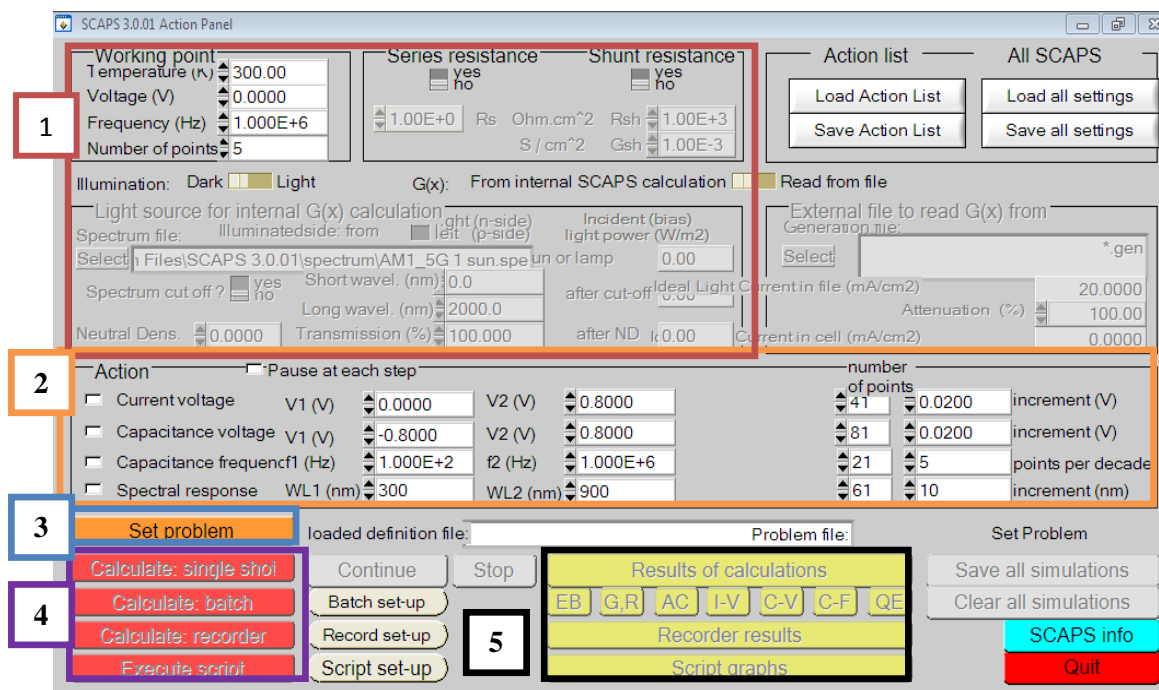 SCAPS 3.0.01 Action Panel
1
Working point
Temperature (K) 300.00
Voltage (V) 0.0000
Frequency (Hz) 1.000E+6
Number of points 5
Series resistance
yes
no
Shunt resistance
yes
no
1.00E+0 Rs Ohm.cm^2 Rsh 1.00E+3
S / cm^2 Gsh 1.00E-3
Action list
Load Action List
Save Action List
All SCAPS
Load all settings
Save all settings
Illumination: Dark Light G(x): From internal SCAPS calculation Read from file
Light source for internal G(x) calculation
Spectrum file: Illuminatedside: from
ght (n-side)
left (p-side)
Incident (bias)
light power (W/m2)
Select n Files\SCAPS 3.0.01\spectrum\AM1_5G 1 sun.spe un or lamp 0.00
Spectrum cut off ? yes
no
Short wavel. (nm) 0.0
Long wavel. (nm) 2000.0
after cut-off 0.00
Neutral Dens. 0.0000 Transmission (%) 100.000 after ND 0.00
External file to read G(x) from
Generation file:
Select *.gen
Ideal Light Current in file (mA/cm2) 20.0000
Attenuation (%) 100.00
Current in cell (mA/cm2) 0.0000
2
Action Pause at each step number
of points
Current voltage V1 (V) 0.0000 V2 (V) 0.8000 41 0.0200 increment (V)
Capacitance voltage V1 (V) -0.8000 V2 (V) 0.8000 81 0.0200 increment (V)
Capacitance frequenc f1 (Hz) 1.000E+2 f2 (Hz) 1.000E+6 21 5 points per decade
Spectral response WL1 (nm) 300 WL2 (nm) 900 61 10 increment (nm)
3
Set problem loaded definition file: Problem file: Set Problem
4
Calculate: single shot Continue Stop Results of calculations Save all simulations
Calculate: batch Batch set-up EB G,R AC I-V C-V C-F QE Clear all simulations
5
Calculate: recorder Record set-up Recorder results SCAPS info
Execute script Script set-up Script graphs Quit